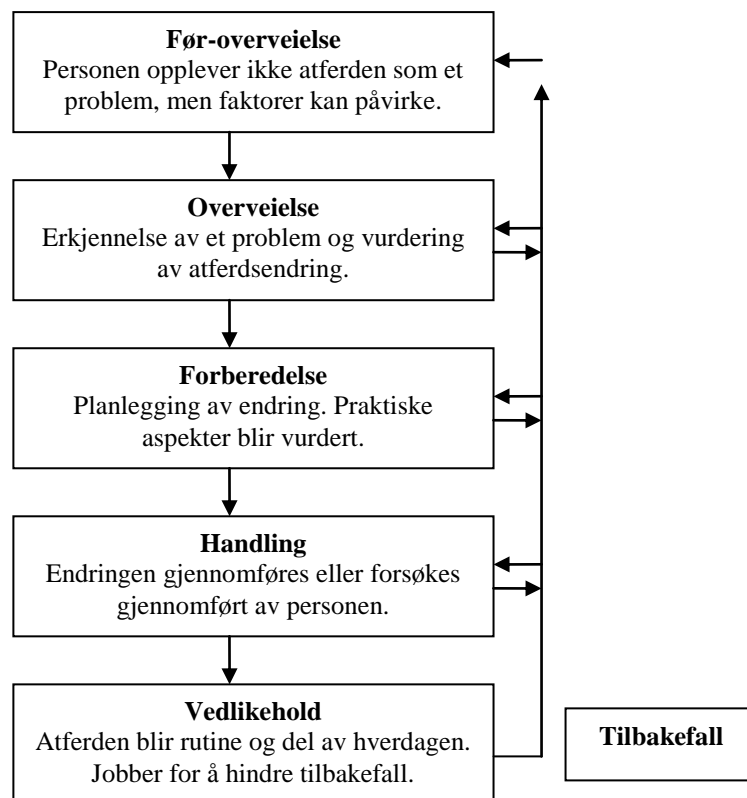 Før-overveielse
Personen opplever ikke atferden som et
problem, men faktorer kan påvirke.
Overveielse
Erkjennelse av et problem og vurdering
av atferdsendring.
Forberedelse
Planlegging av endring. Praktiske
aspekter blir vurdert.
Handling
Endringen gjennomføres eller forsøkes
gjennomført av personen.
Vedlikehold
Atferden blir rutine og del av hverdagen.
Jobber for å hindre tilbakefall.
Tilbakefall